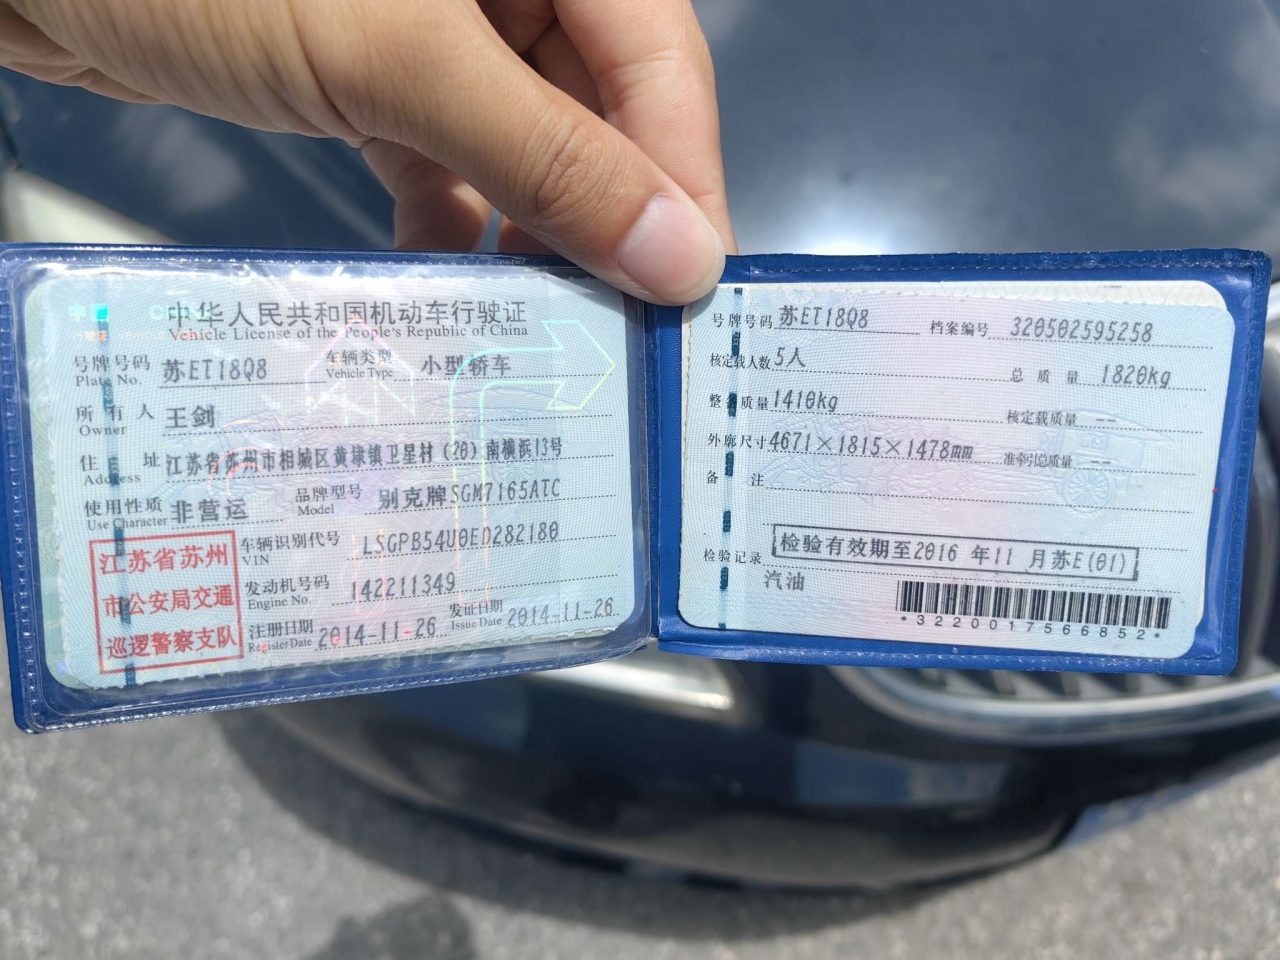 中华人民共和国机动车行驶证
Vehicle License of the People's Republic of China
号牌号码 苏ET18Q8 车辆类型 小型轿车
Plate No. Vehicle Type
所有人 王剑
Owner
住址 江苏省苏州市相城区黄埭镇卫星村(20)南横浜13号
Address
使用性质 非营运 品牌型号 别克牌SGM7165ATC
Use Character Model
江苏省苏州
市公安局交通
巡逻警察支队
车辆识别代号 LSGPB54U0ED282180
VIN
发动机号码 142211349
Engine No.
注册日期 2014-11-26 发证日期 2014-11-26
Register Date Issue Date
号牌号码 苏ET18Q8 档案编号 320502595258
核定载人数 5人 总质量 1820kg
整备质量 1410kg 核定载质量 --
外廓尺寸 4671×1815×1478mm 准牵引总质量 --
备注
检验记录 检验有效期至2016 年11 月苏E(01)
汽油
*3220017566852*